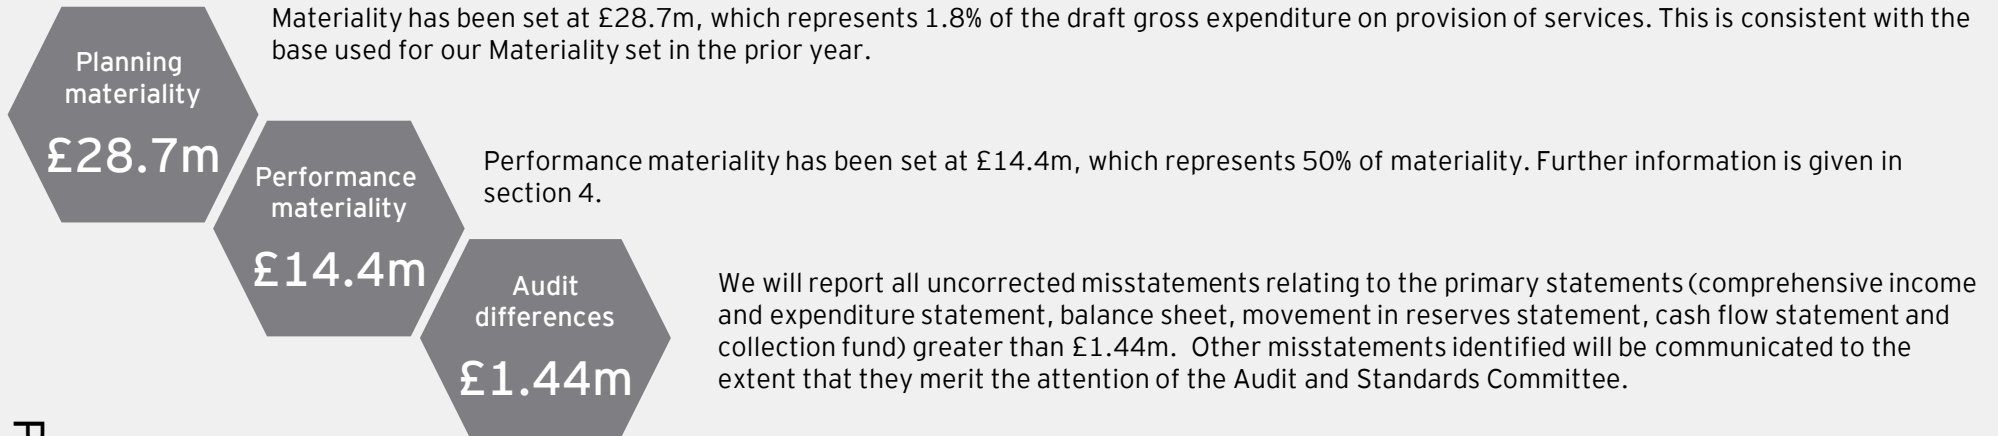 Planning
materiality
£28.7m
Materiality has been set at £28.7m, which represents 1.8% of the draft gross expenditure on provision of services. This is consistent with the
base used for our Materiality set in the prior year.
Performance
materiality
£14.4m
Performance materiality has been set at £14.4m, which represents 50% of materiality. Further information is given in
section 4.
Audit
differences
£1.44m
We will report all uncorrected misstatements relating to the primary statements (comprehensive income
and expenditure statement, balance sheet, movement in reserves statement, cash flow statement and
collection fund) greater than £1.44m.  Other misstatements identified will be communicated to the
extent that they merit the attention of the Audit and Standards Committee.